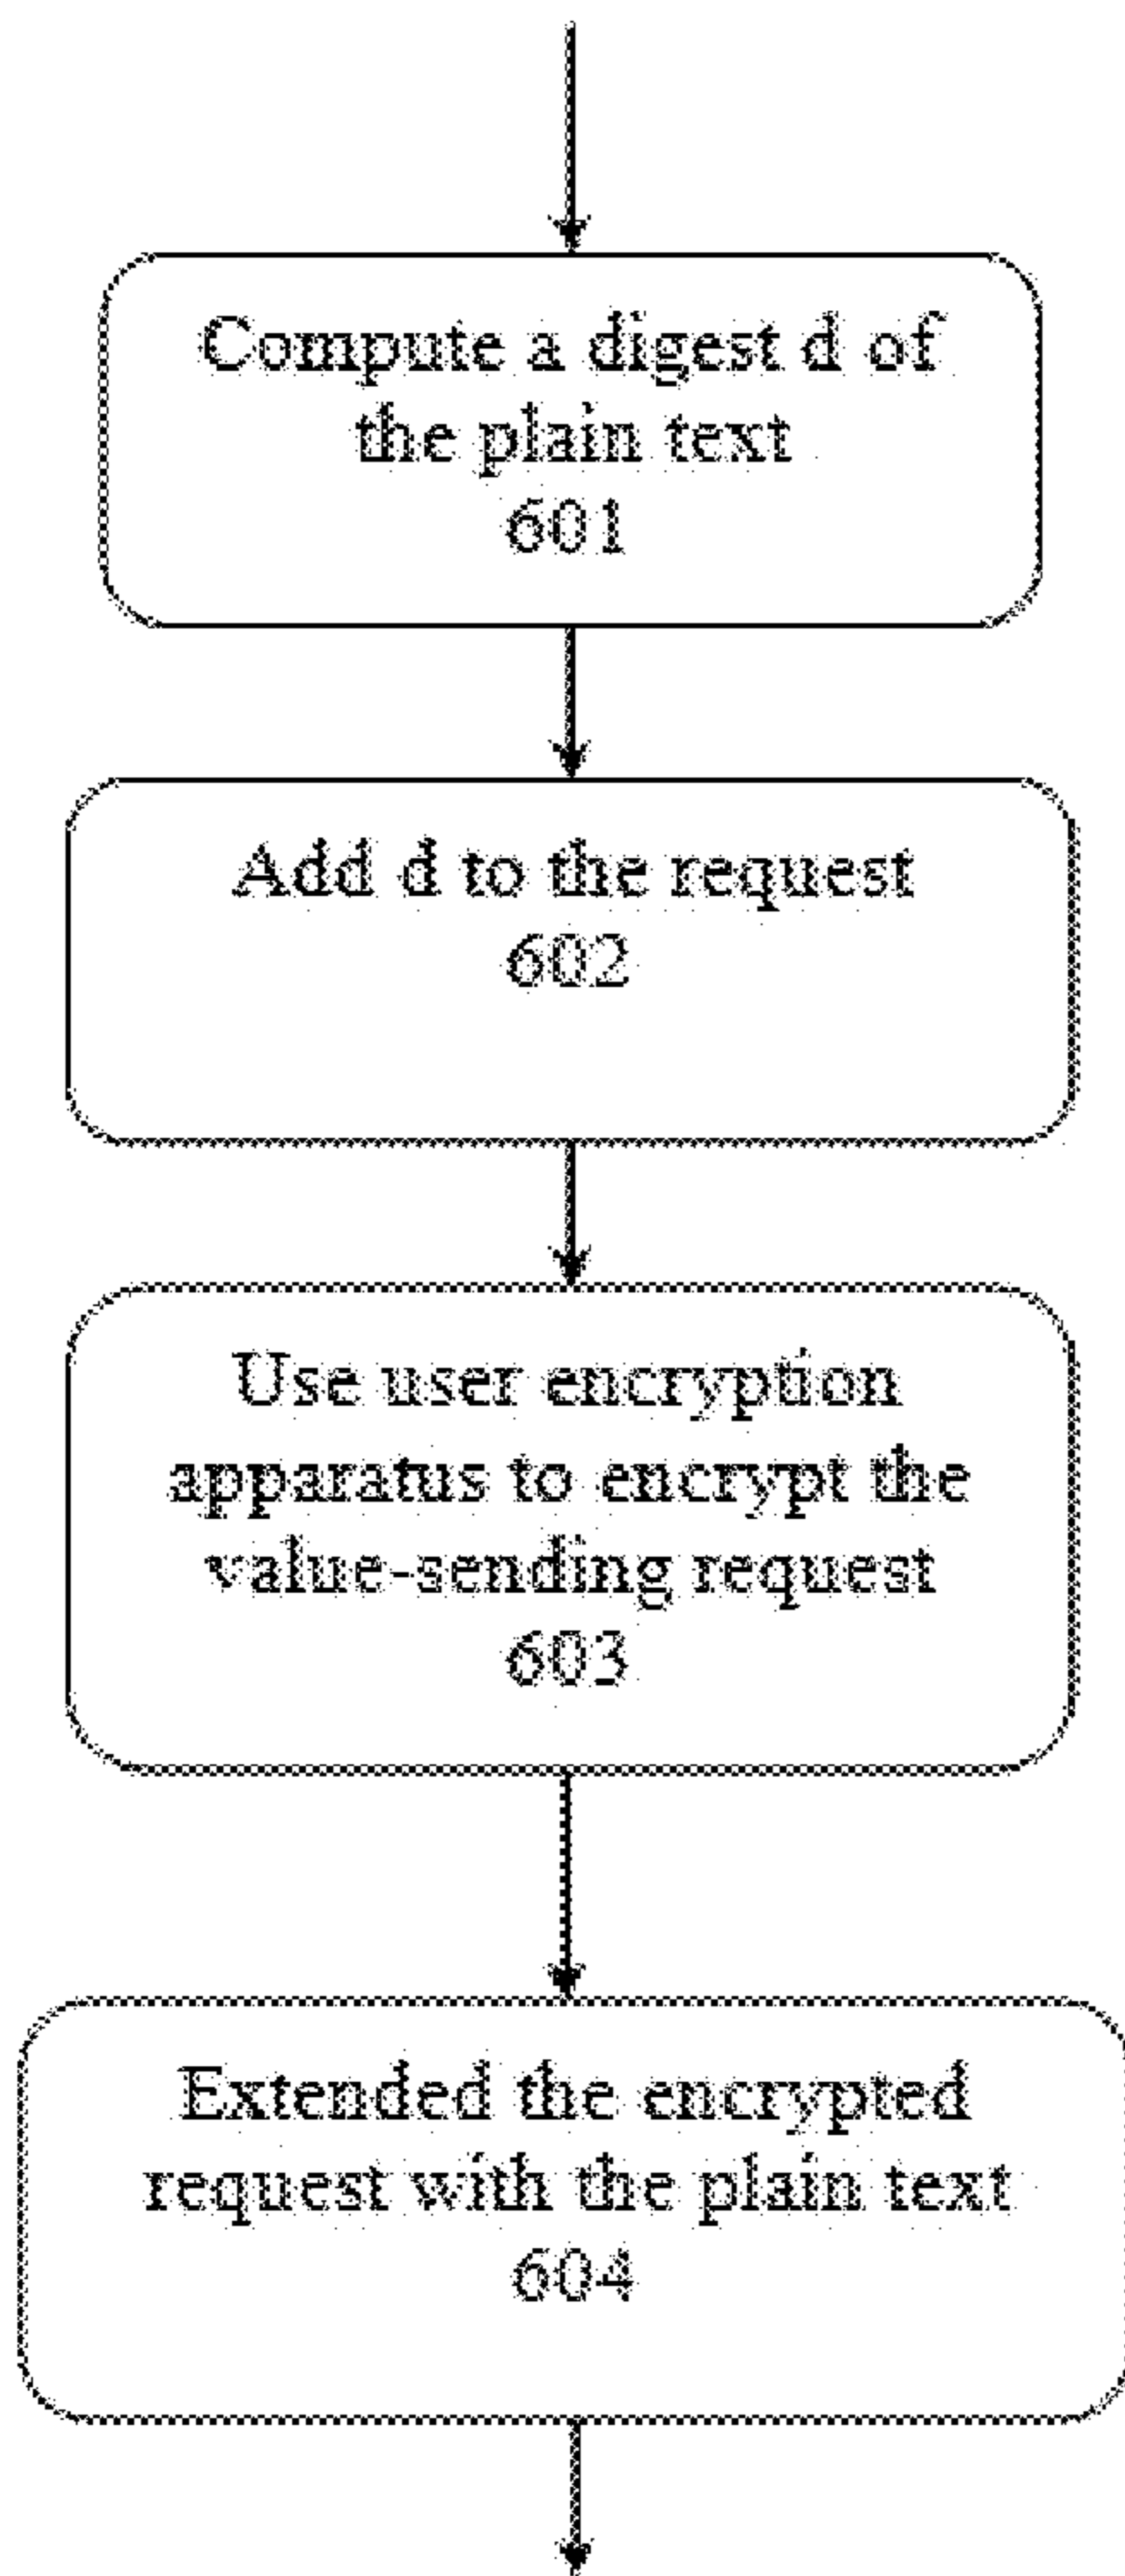 Compute a digest d of
the plain text
601
Add d to the request
602
Use user encryption
apparatus to encrypt the
value-sending request
603
Extended the encrypted
request with the plain text
604